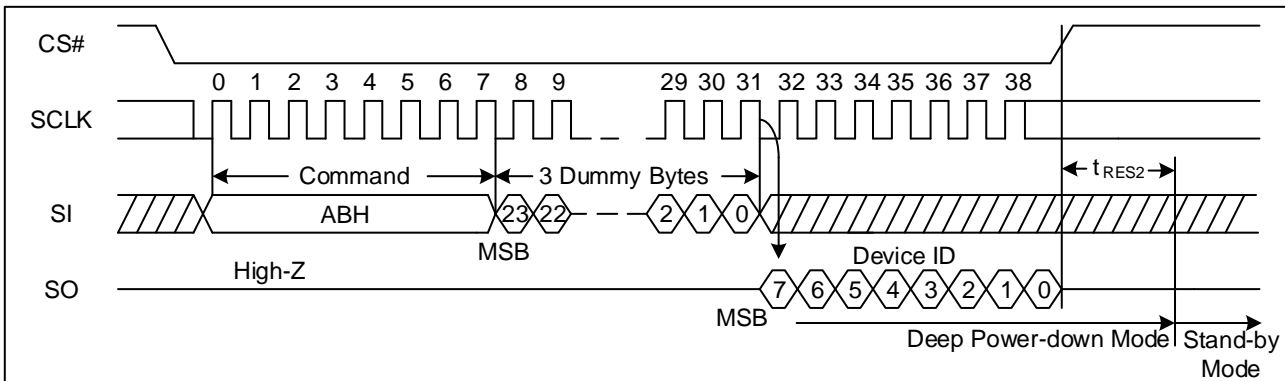 CS#
0 1 2 3 4 5 6 7 8 9 29 30 31 32 33 34 35 36 37 38
SCLK
Command 3 Dummy Bytes tRES2
SI ABH 23 22 2 1 0
MSB
High-Z Device ID
SO 7 6 5 4 3 2 1 0
MSB
Deep Power-down Mode Stand-by
Mode